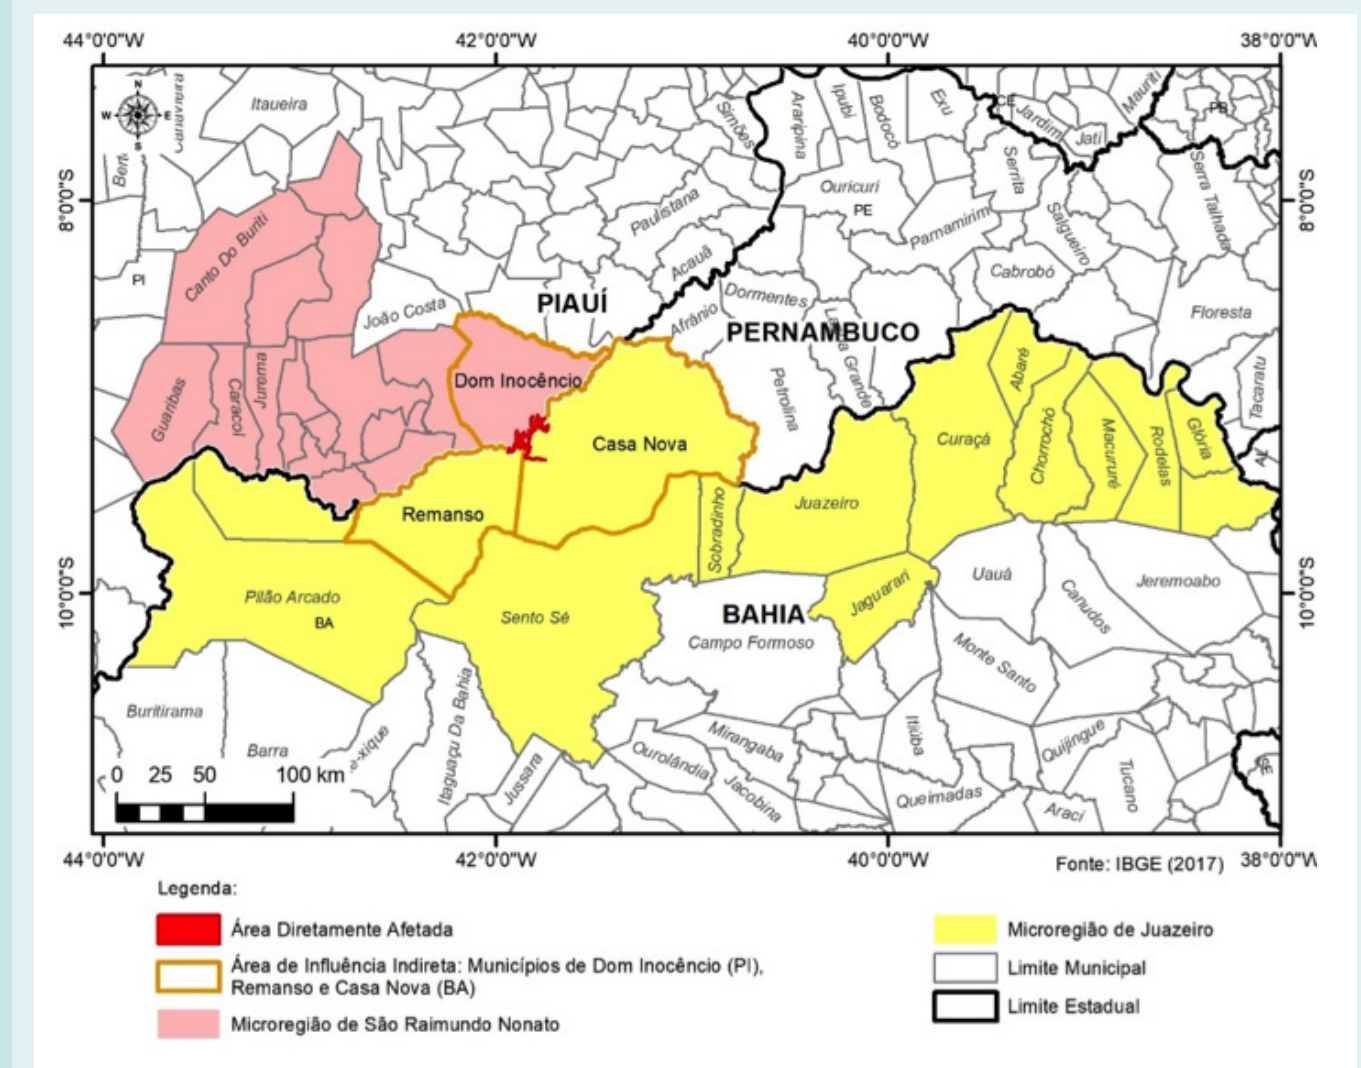 44°0'0"W 42°0'0"W 40°0'0"W 38°0'0"W
N
W E
S
Itaueira
Simões
Araripina
Ipubi
Bodocó
Exu
CE
Jardim
Jati
Mauriti
PB
8°0'0"S
8°0'0"S
Canto Do Buriti
PI
Paulistana
Acauã
Ouricuri
PE
Parnamirim
Serrita
Salgueiro
Serra Talhada
Cabrobó
Floresta
João Costa
PIAUÍ
Afrânio
Dormentes
Lagoa Grande
PERNAMBUCO
Petrolina
Tacaratu
AL
Guaribas
Caracol
Jurema
Dom Inocêncio
Casa Nova
Remanso
Sobradinho
Juazeiro
Curaçá
Abaré
Chorrochó
Macururé
Rodelas
Glória
10°0'0"S
10°0'0"S
Pilão Arcado
BA
Sento Sé
BAHIA
Campo Formoso
Jaguarari
Uauá
Canudos
Jeremoabo
Monte Santo
Buritirama
Barra
Itaguaçu Da Bahia
Jussara
Ourolândia
Mirangaba
Jacobina
Itiúba
Queimadas
Quijingue
Tucano
Araci
SE
0 25 50 100 km
44°0'0"W 42°0'0"W 40°0'0"W 38°0'0"W
Fonte: IBGE (2017)
Legenda:
Área Diretamente Afetada
Área de Influência Indireta: Municípios de Dom Inocêncio (PI),
Remanso e Casa Nova (BA)
Microregião de São Raimundo Nonato
Microregião de Juazeiro
Limite Municipal
Limite Estadual